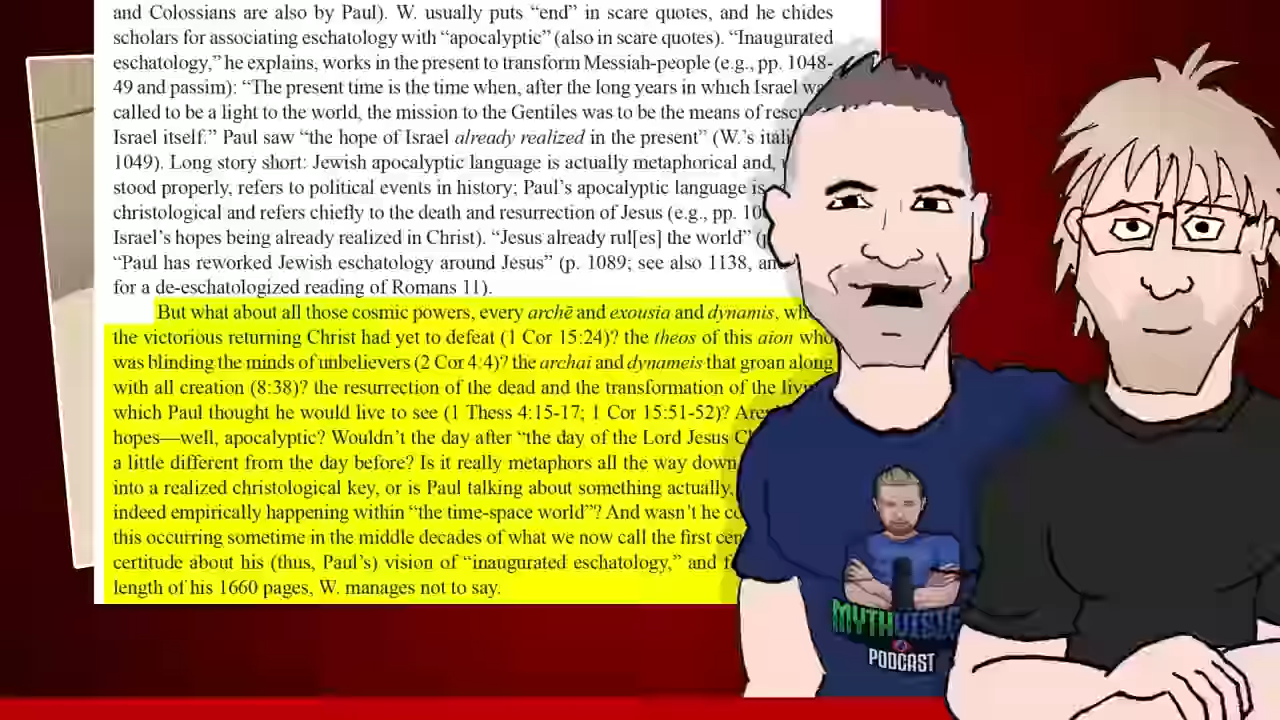 and Colossians are also by Paul). W. usually puts “end” in scare quotes, and he chides
scholars for associating eschatology with “apocalyptic” (also in scare quotes). “Inaugurated
eschatology,” he explains, works in the present to transform Messiah-people (e.g., pp. 1048-
49 and passim): “The present time is the time when, after the long years in which Israel
called to be a light to the world, the mission to the Gentiles was to be the means of
Israel itself.” Paul saw “the hope of Israel already realized in the present” (W.’s
1049). Long story short: Jewish apocalyptic language is actually metaphorical and,
stood properly, refers to political events in history; Paul’s apocalyptic language is
christological and refers chiefly to the death and resurrection of Jesus (e.g., pp.
Israel’s hopes being already realized in Christ). “Jesus already rul[es] the world”
“Paul has reworked Jewish eschatology around Jesus” (p. 1089; see also 1138,
for a de-eschatologized reading of Romans 11).
But what about all those cosmic powers, every archē and exousia and dynamis,
the victorious returning Christ had yet to defeat (1 Cor 15:24)? the theos of this aion who
was blinding the minds of unbelievers (2 Cor 4:4)? the archai and dynameis that groan along
with all creation (8:38)? the resurrection of the dead and the transformation of the
which Paul thought he would live to see (1 Thess 4:15-17; 1 Cor 15:51-52)?
hopes—well, apocalyptic? Wouldn’t the day after “the day of the Lord Jesus
a little different from the day before? Is it really metaphors all the way down
into a realized christological key, or is Paul talking about something actually,
indeed empirically happening within “the time-space world”? And wasn’t he
this occurring sometime in the middle decades of what we now call the first
certitude about his (thus, Paul’s) vision of “inaugurated eschatology,” and
length of his 1660 pages, W. manages not to say.
MYTHVISION
PODCAST